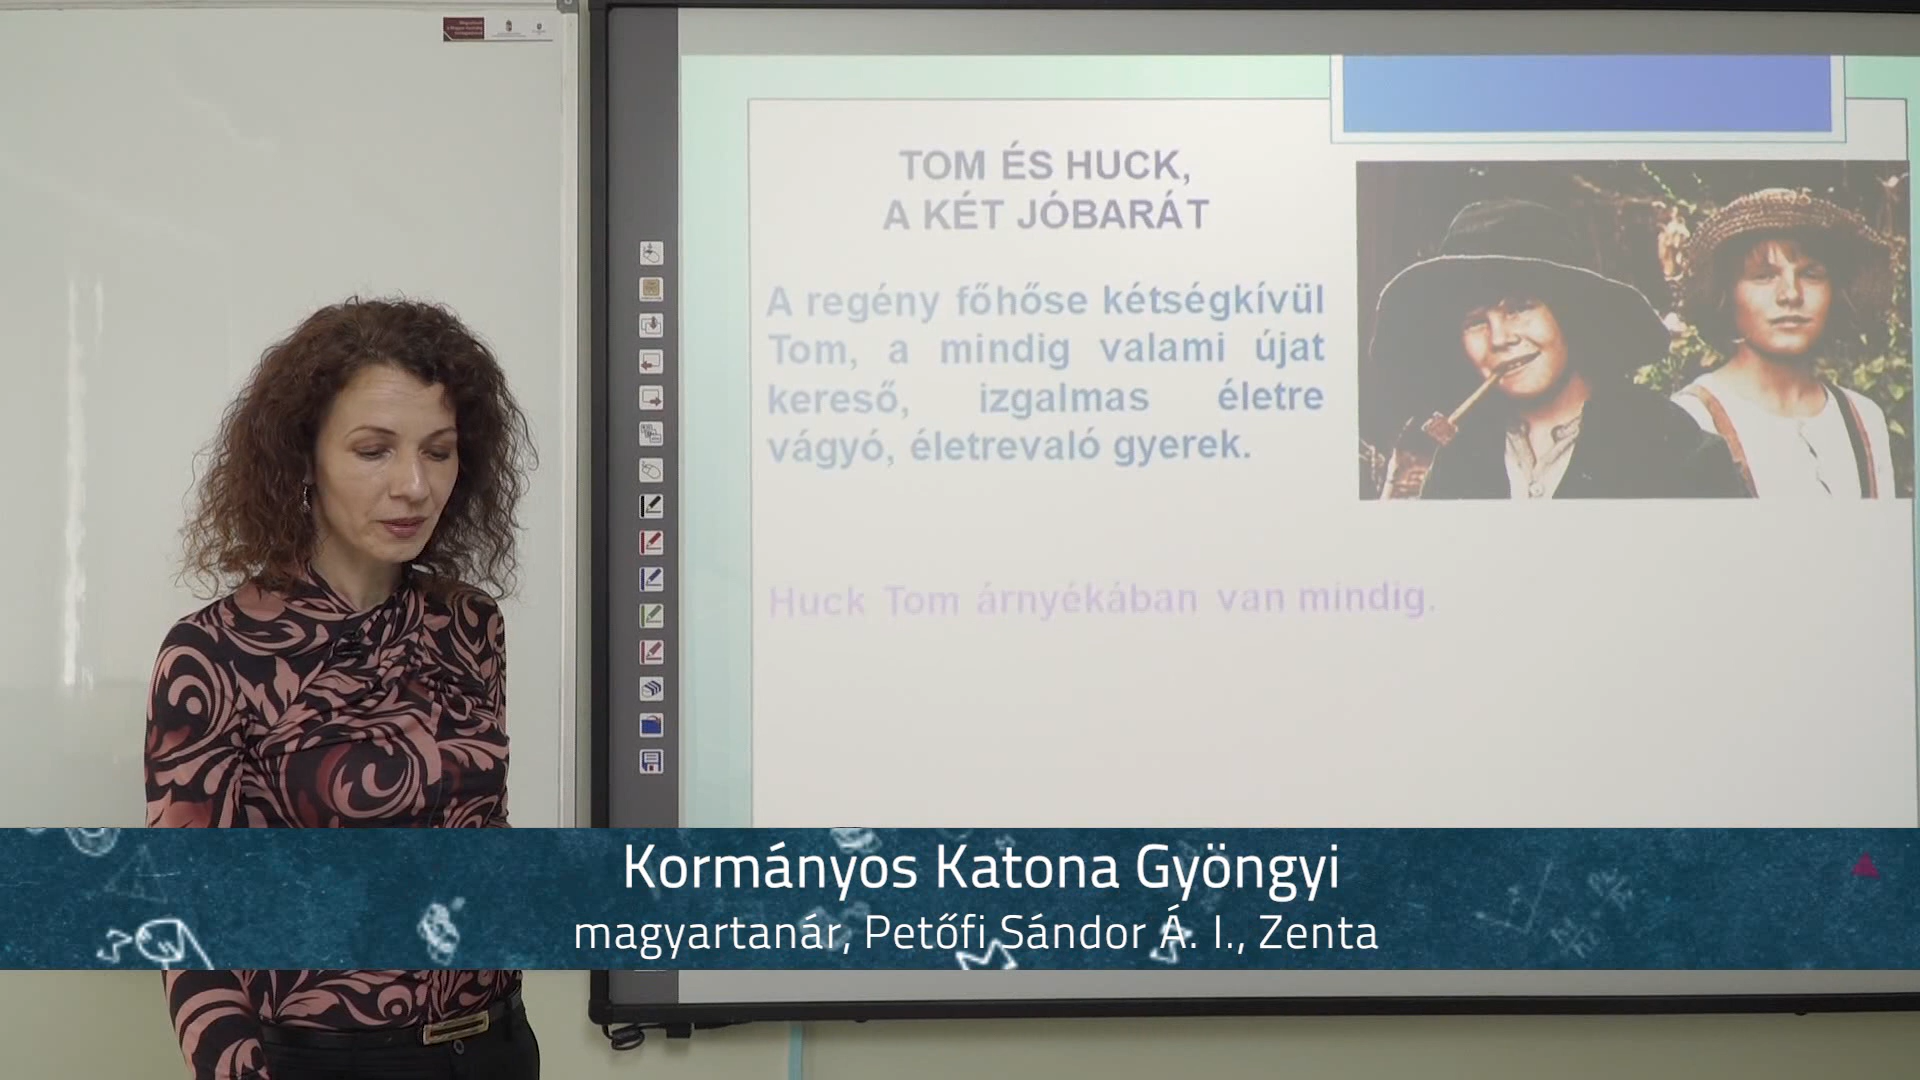 TOM ÉS HUCK,
A KÉT JÓBARÁT
A regény főhőse kétségkívül
Tom, a mindig valami újat
kereső, izgalmas életre
vágyó, életrevaló gyerek.
Huck Tom árnyékában van mindig.
Kormányos Katona Gyöngyi
magyartanár, Petőfi Sándor Á. I., Zenta